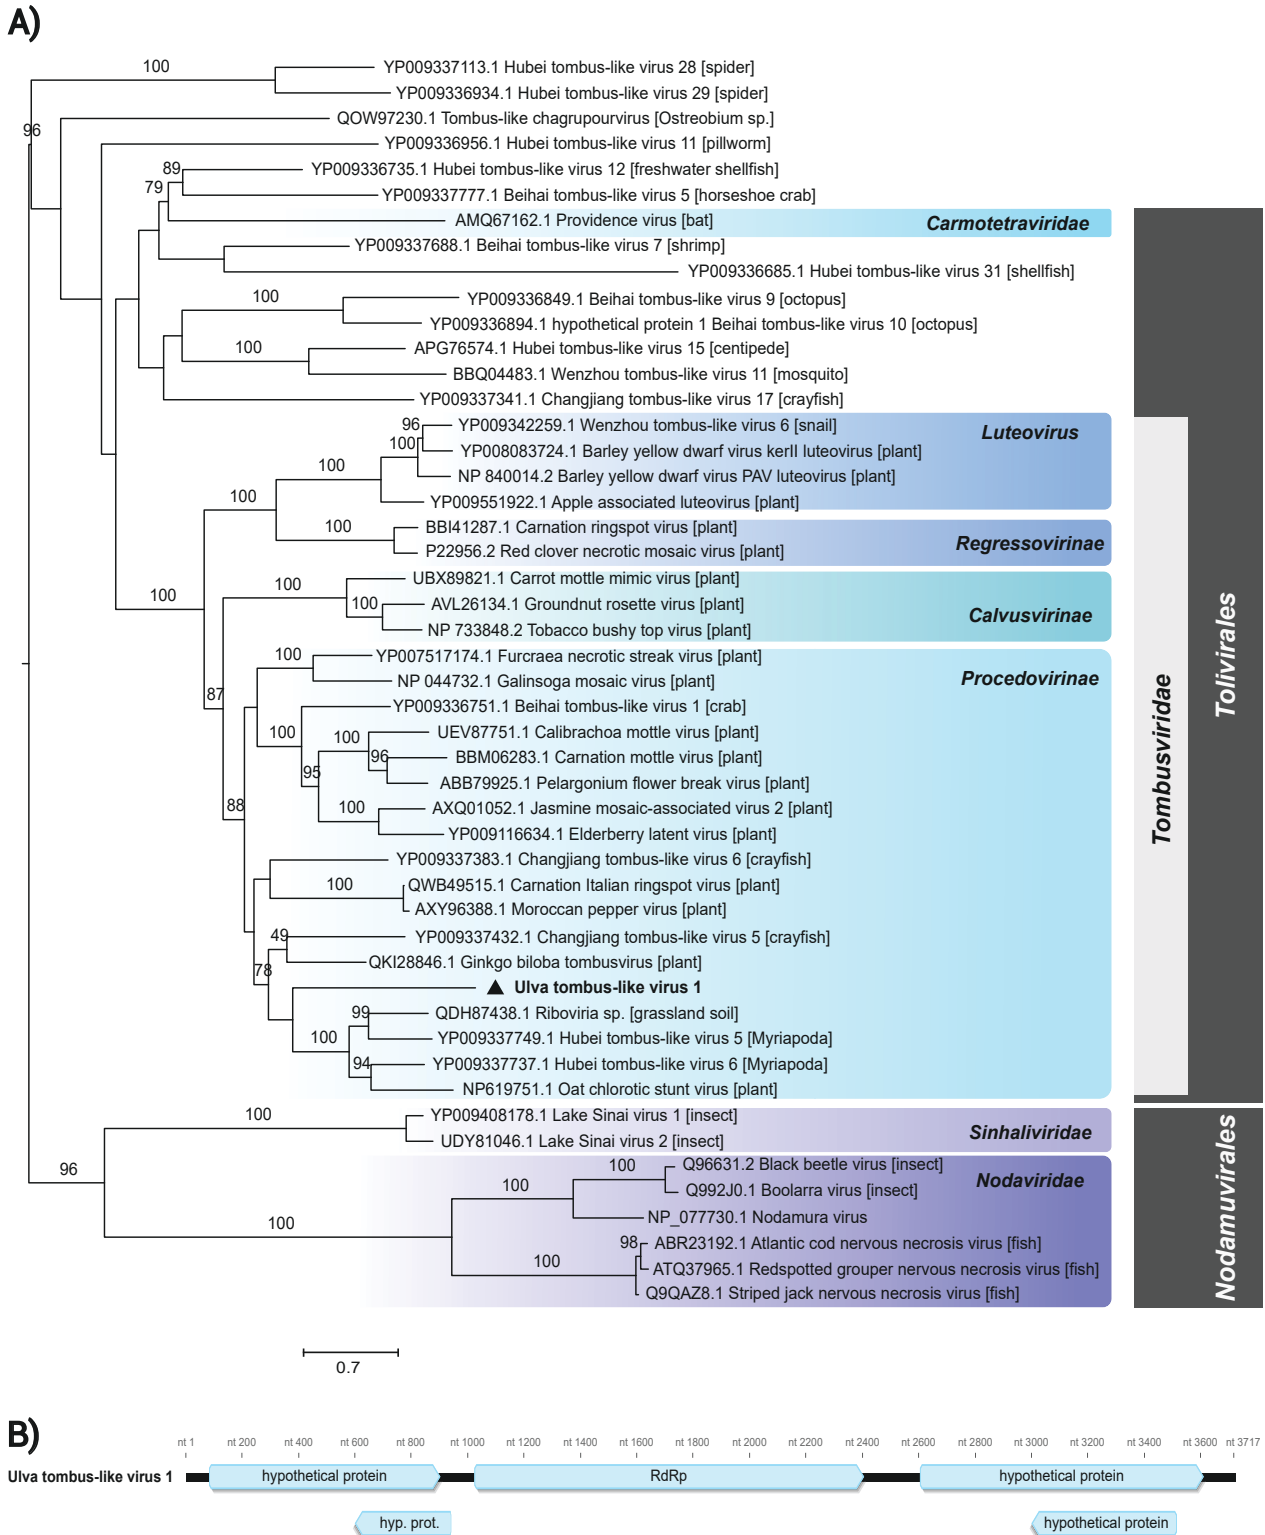 A)
100
YP009337113.1 Hubei tombus-like virus 28 [spider]
YP009336934.1 Hubei tombus-like virus 29 [spider]
96
QOW97230.1 Tombus-like chagrupourvirus [Ostreobium sp.]
YP009336956.1 Hubei tombus-like virus 11 [pillworm]
89
YP009336735.1 Hubei tombus-like virus 12 [freshwater shellfish]
79
YP009337777.1 Beihai tombus-like virus 5 [horseshoe crab]
AMQ67162.1 Providence virus [bat]
Carmotetraviridae
YP009337688.1 Beihai tombus-like virus 7 [shrimp]
YP009336685.1 Hubei tombus-like virus 31 [shellfish]
100
YP009336849.1 Beihai tombus-like virus 9 [octopus]
YP009336894.1 hypothetical protein 1 Beihai tombus-like virus 10 [octopus]
100
APG76574.1 Hubei tombus-like virus 15 [centipede]
BBQ04483.1 Wenzhou tombus-like virus 11 [mosquito]
YP009337341.1 Changjiang tombus-like virus 17 [crayfish]
96
YP009342259.1 Wenzhou tombus-like virus 6 [snail]
Luteovirus
100
YP008083724.1 Barley yellow dwarf virus kerII luteovirus [plant]
100
NP 840014.2 Barley yellow dwarf virus PAV luteovirus [plant]
100
YP009551922.1 Apple associated luteovirus [plant]
100
BBI41287.1 Carnation ringspot virus [plant]
P22956.2 Red clover necrotic mosaic virus [plant]
Regressovirinae
100
UBX89821.1 Carrot mottle mimic virus [plant]
100
100
AVL26134.1 Groundnut rosette virus [plant]
NP 733848.2 Tobacco bushy top virus [plant]
Calvusvirinae
100
YP007517174.1 Furcraea necrotic streak virus [plant]
NP 044732.1 Galinsoga mosaic virus [plant]
Procedovirinae
87
YP009336751.1 Beihai tombus-like virus 1 [crab]
100
100
UEV87751.1 Calibrachoa mottle virus [plant]
96
BBM06283.1 Carnation mottle virus [plant]
95
ABB79925.1 Pelargonium flower break virus [plant]
88
100
AXQ01052.1 Jasmine mosaic-associated virus 2 [plant]
YP009116634.1 Elderberry latent virus [plant]
YP009337383.1 Changjiang tombus-like virus 6 [crayfish]
100
QWB49515.1 Carnation Italian ringspot virus [plant]
AXY96388.1 Moroccan pepper virus [plant]
49
YP009337432.1 Changjiang tombus-like virus 5 [crayfish]
78
QKI28846.1 Ginkgo biloba tombusvirus [plant]
Ulva tombus-like virus 1
99
QDH87438.1 Riboviria sp. [grassland soil]
100
YP009337749.1 Hubei tombus-like virus 5 [Myriapoda]
94
YP009337737.1 Hubei tombus-like virus 6 [Myriapoda]
NP619751.1 Oat chlorotic stunt virus [plant]
Tombusviridae
Tolivirales
100
YP009408178.1 Lake Sinai virus 1 [insect]
UDY81046.1 Lake Sinai virus 2 [insect]
Sinhaliviridae
96
100
Q96631.2 Black beetle virus [insect]
Nodaviridae
100
Q992J0.1 Boolarra virus [insect]
NP_077730.1 Nodamura virus
100
98
ABR23192.1 Atlantic cod nervous necrosis virus [fish]
100
ATQ37965.1 Redspotted grouper nervous necrosis virus [fish]
Q9QAZ8.1 Striped jack nervous necrosis virus [fish]
Nodamuvirales
0.7
B)
nt 1 nt 200 nt 400 nt 600 nt 800 nt 1000 nt 1200 nt 1400 nt 1600 nt 1800 nt 2000 nt 2200 nt 2400 nt 2600 nt 2800 nt 3000 nt 3200 nt 3400 nt 3600 nt 3717
Ulva tombus-like virus 1 hypothetical protein RdRp hypothetical protein
hyp. prot. hypothetical protein